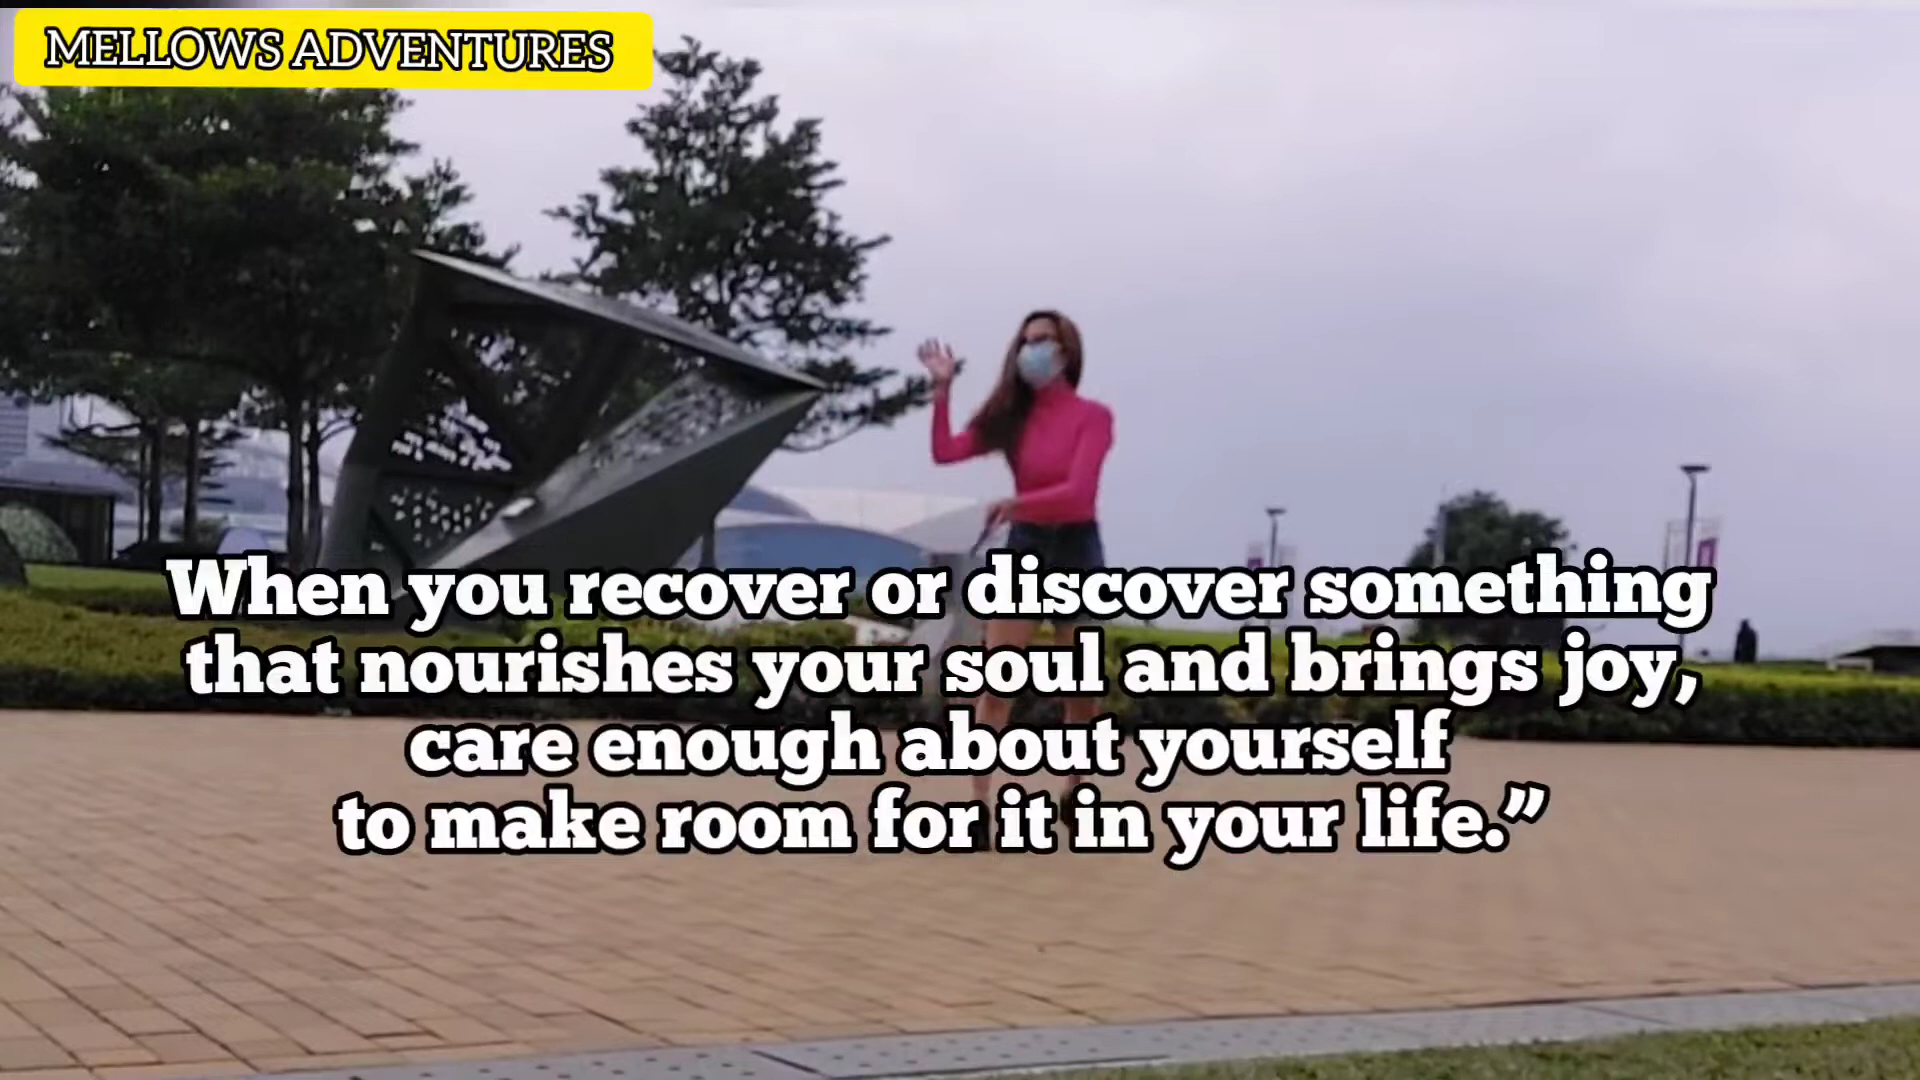 MELLOWS ADVENTURES
When you recover or discover something
that nourishes your soul and brings joy,
care enough about yourself
to make room for it in your life.”